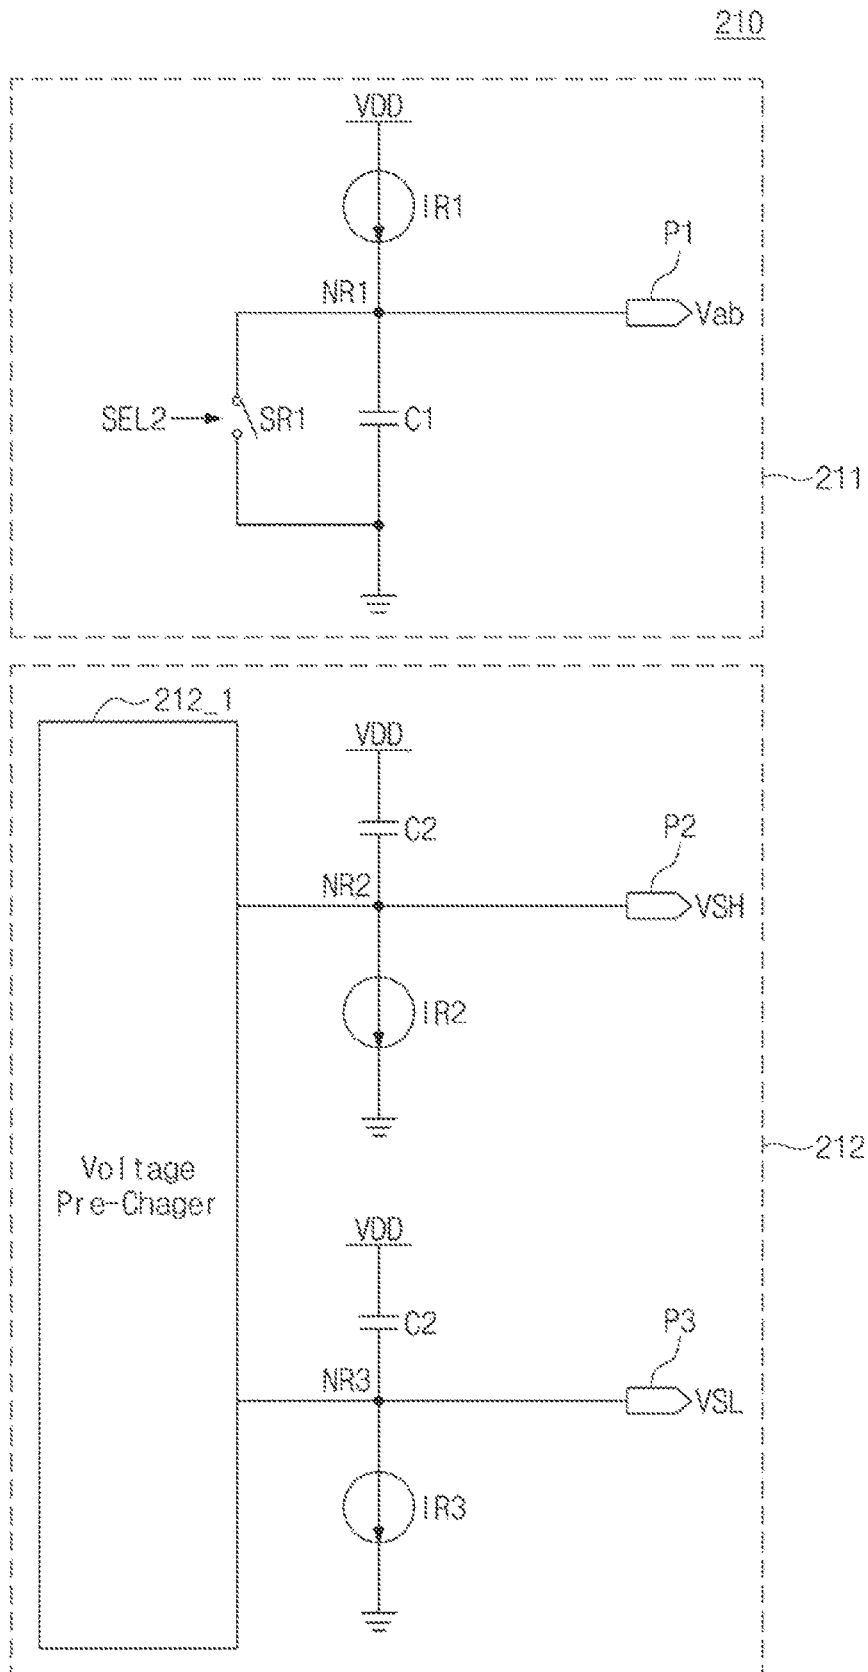 210
VDD
IR1
P1
NR1
Vab
SEL2
SR1
C1
211
212_1
VDD
C2
P2
NR2
VSH
IR2
Voltage
Pre-Chager
212
VDD
C2
P3
NR3
VSL
IR3